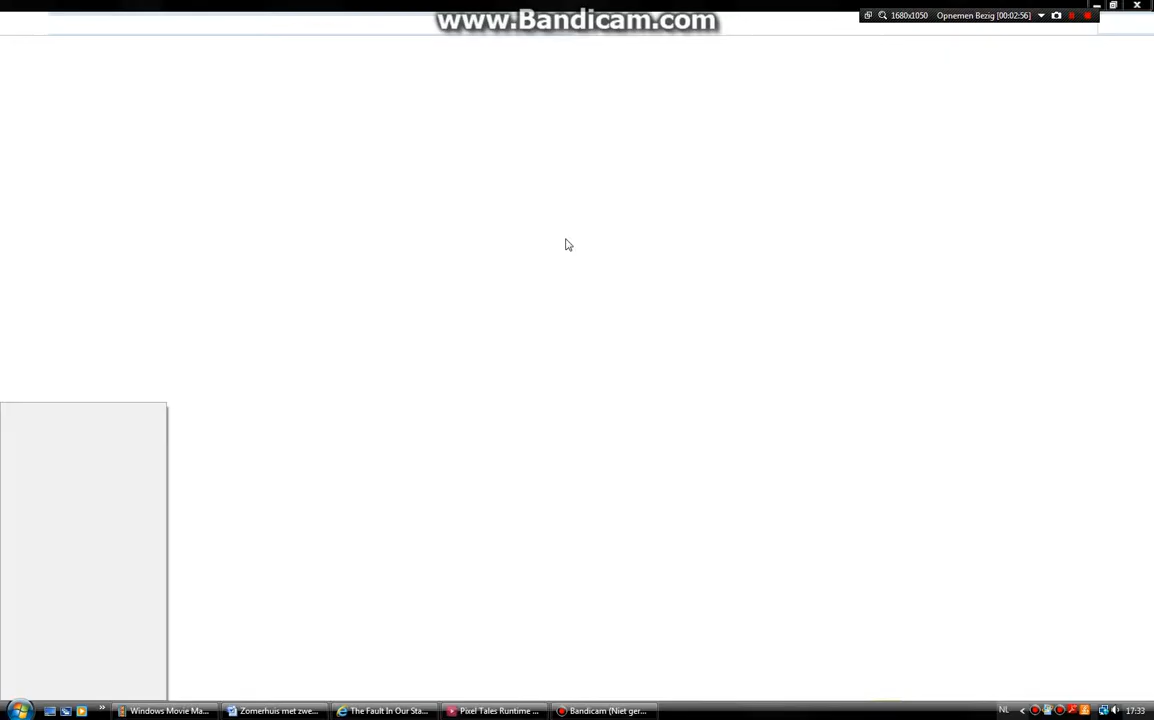 www.Bandicam.com
1680x1050 Opnemen Bezig [00:02:56]
Windows Movie Ma... Zomerhuis met zwe... The Fault In Our Sta... Pixel Tales Runtime ... Bandicam (Niet ger... NL 17:33